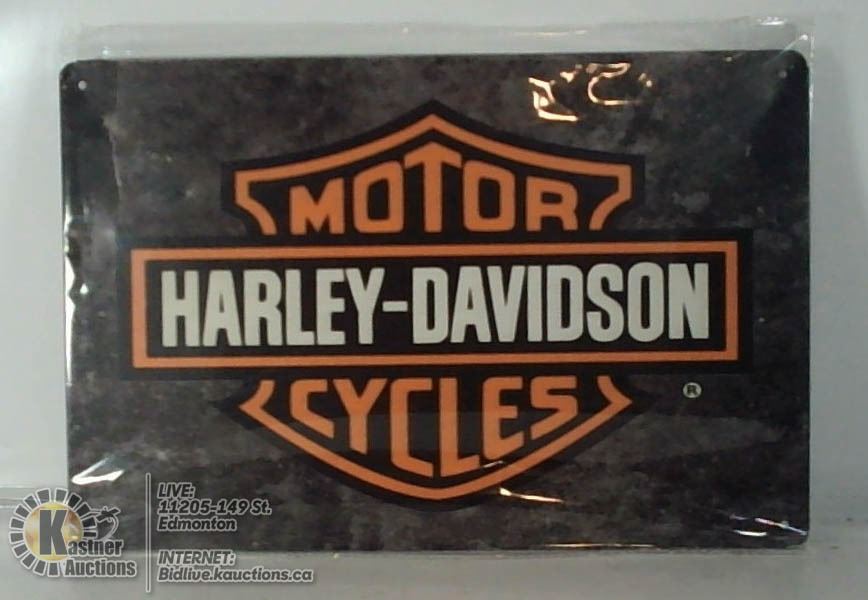 MOTOR
HARLEY-DAVIDSON
®
CYCLES
Kastner
Auctions
LIVE:
11205-149 St.
Edmonton
INTERNET:
Bidlive.kauctions.ca